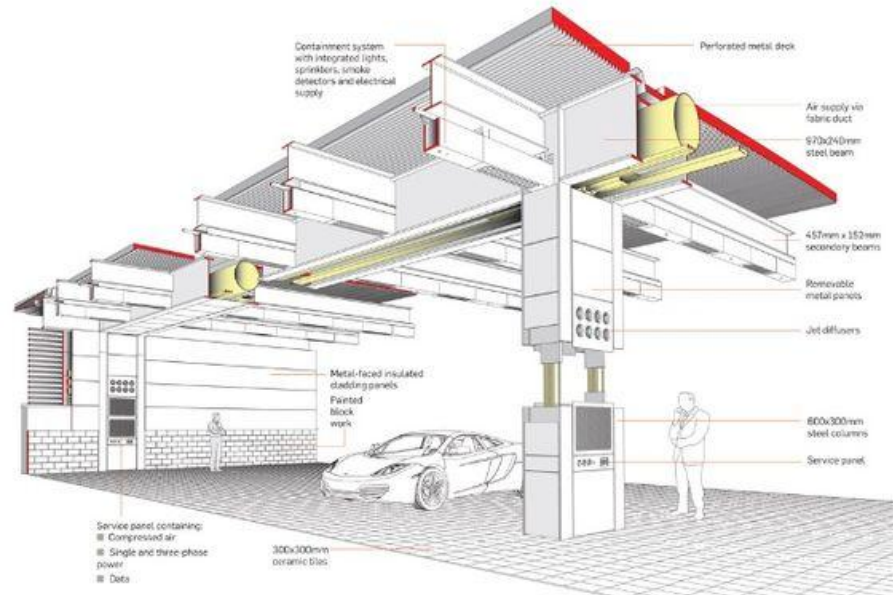 Containment system
with integrated lights,
sprinklers, smoke
detectors and electrical
supply
Perforated metal deck
Air supply via
fabric duct
970x240mm
steel beam
457mm x 152mm
secondary beams
Removable
metal panels
Jet diffusers
Metal-faced insulated
cladding panels
Painted
block
work
600x300mm
steel columns
Service panel
Service panel containing:
Compressed air
Single and three-phase
power
Data
300x300mm
ceramic tiles